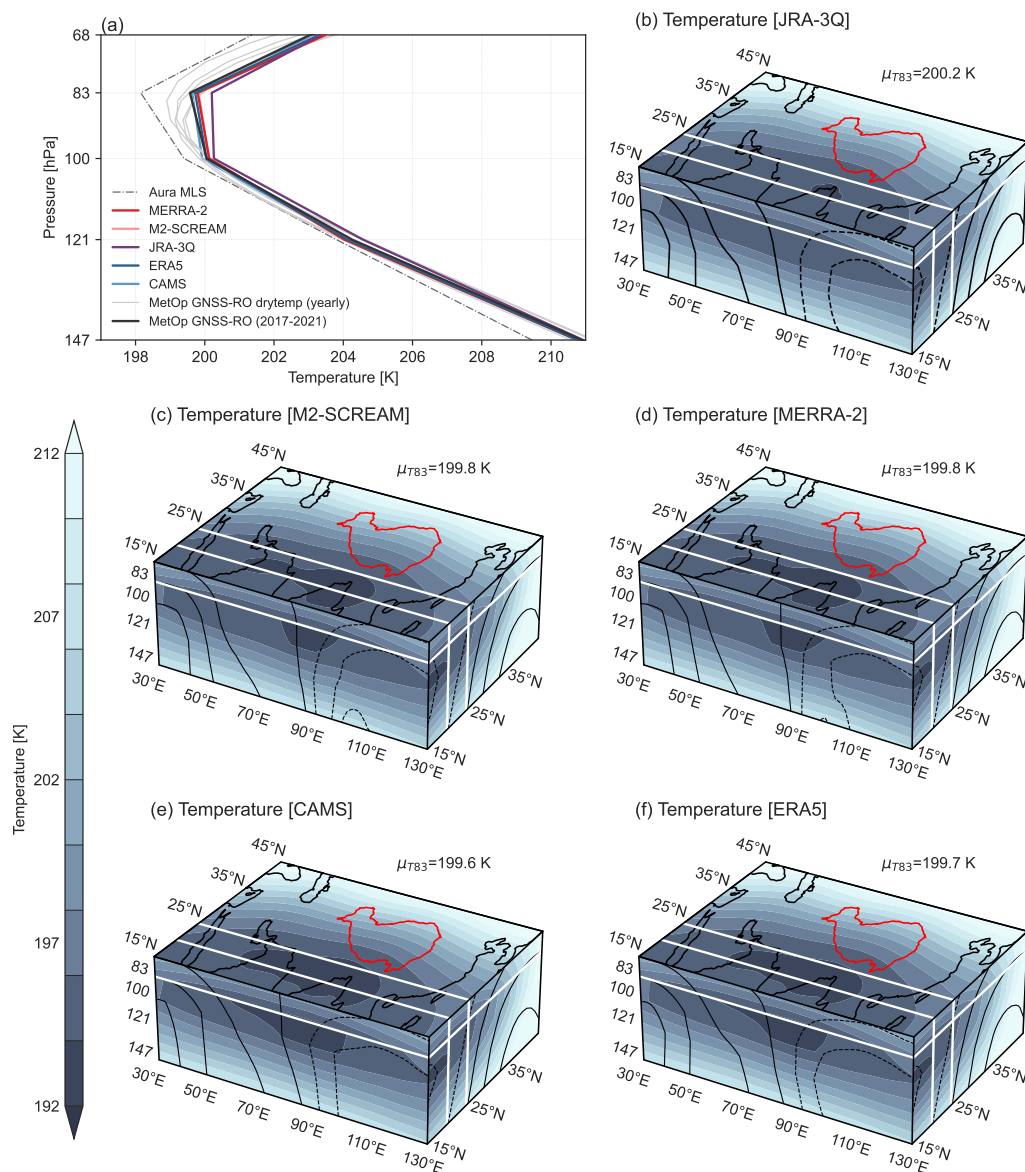 (a)
68
83
100
121
147
Pressure [hPa]
198
200
202
204
206
208
210
Temperature [K]
Aura MLS
MERRA-2
M2-SCREAM
JRA-3Q
ERA5
CAMS
MetOp GNSS-RO drytemp (yearly)
MetOp GNSS-RO (2017-2021)
(b) Temperature [JRA-3Q]
μT83=200.2 K
45°N
35°N
25°N
15°N
83
100
121
147
30°E
50°E
70°E
90°E
110°E
130°E
15°N
25°N
35°N
212
207
202
197
192
Temperature [K]
(c) Temperature [M2-SCREAM]
μT83=199.8 K
45°N
35°N
25°N
15°N
83
100
121
147
30°E
50°E
70°E
90°E
110°E
130°E
15°N
25°N
35°N
(d) Temperature [MERRA-2]
μT83=199.8 K
45°N
35°N
25°N
15°N
83
100
121
147
30°E
50°E
70°E
90°E
110°E
130°E
15°N
25°N
35°N
(e) Temperature [CAMS]
μT83=199.6 K
45°N
35°N
25°N
15°N
83
100
121
147
30°E
50°E
70°E
90°E
110°E
130°E
15°N
25°N
35°N
(f) Temperature [ERA5]
μT83=199.7 K
45°N
35°N
25°N
15°N
83
100
121
147
30°E
50°E
70°E
90°E
110°E
130°E
15°N
25°N
35°N